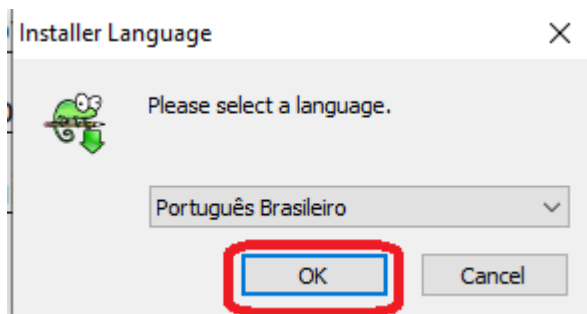 Installer Language
Please select a language.
Português Brasileiro
OK
Cancel